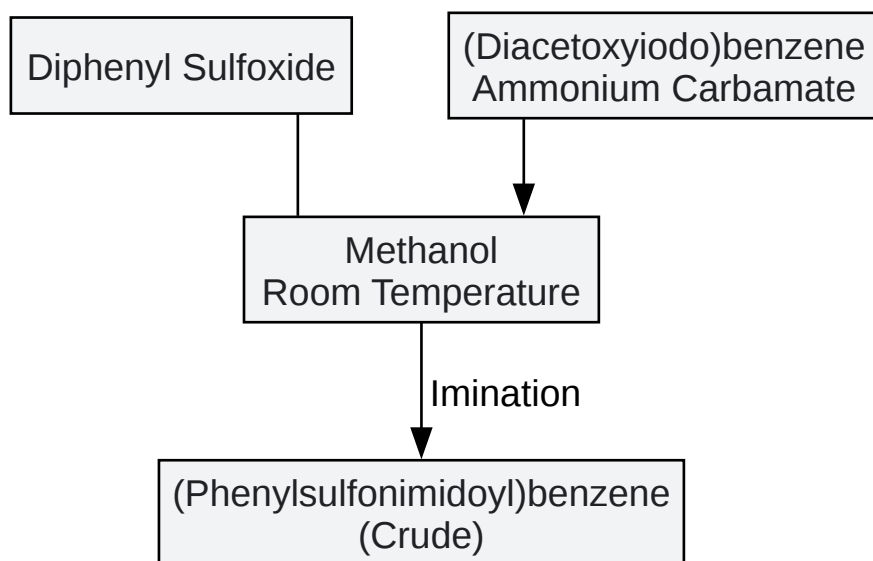 Diphenyl Sulfoxide
(Diacetoxyiodo)benzene
Ammonium Carbamate
Methanol
Room Temperature
Imination
(Phenylsulfonimidoyl)benzene
(Crude)